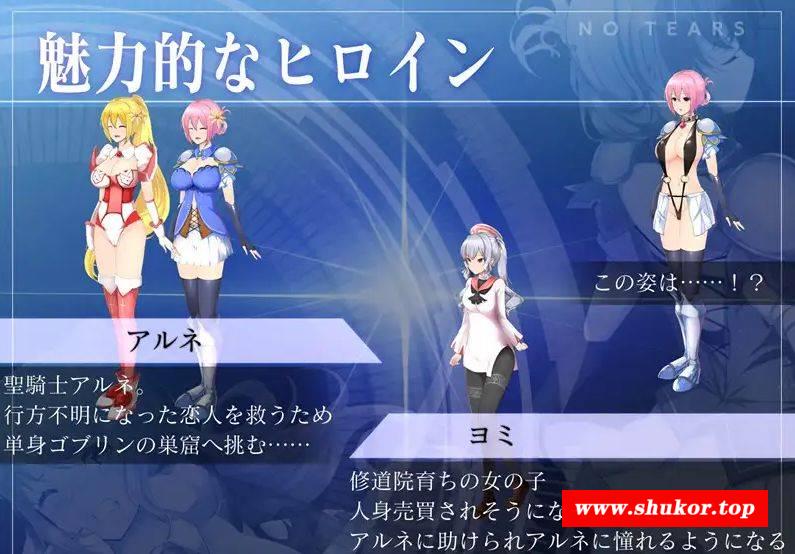 NO TEARS
魅力的なヒロイン
この姿は……！？
アルネ
聖騎士アルネ。
行方不明になった恋人を救うため
単身ゴブリンの巣窟へ挑む……
ヨミ
修道院育ちの女の子
人身売買されそうにな
www.shukor.top
アルネに助けられアルネに憧れるようになる